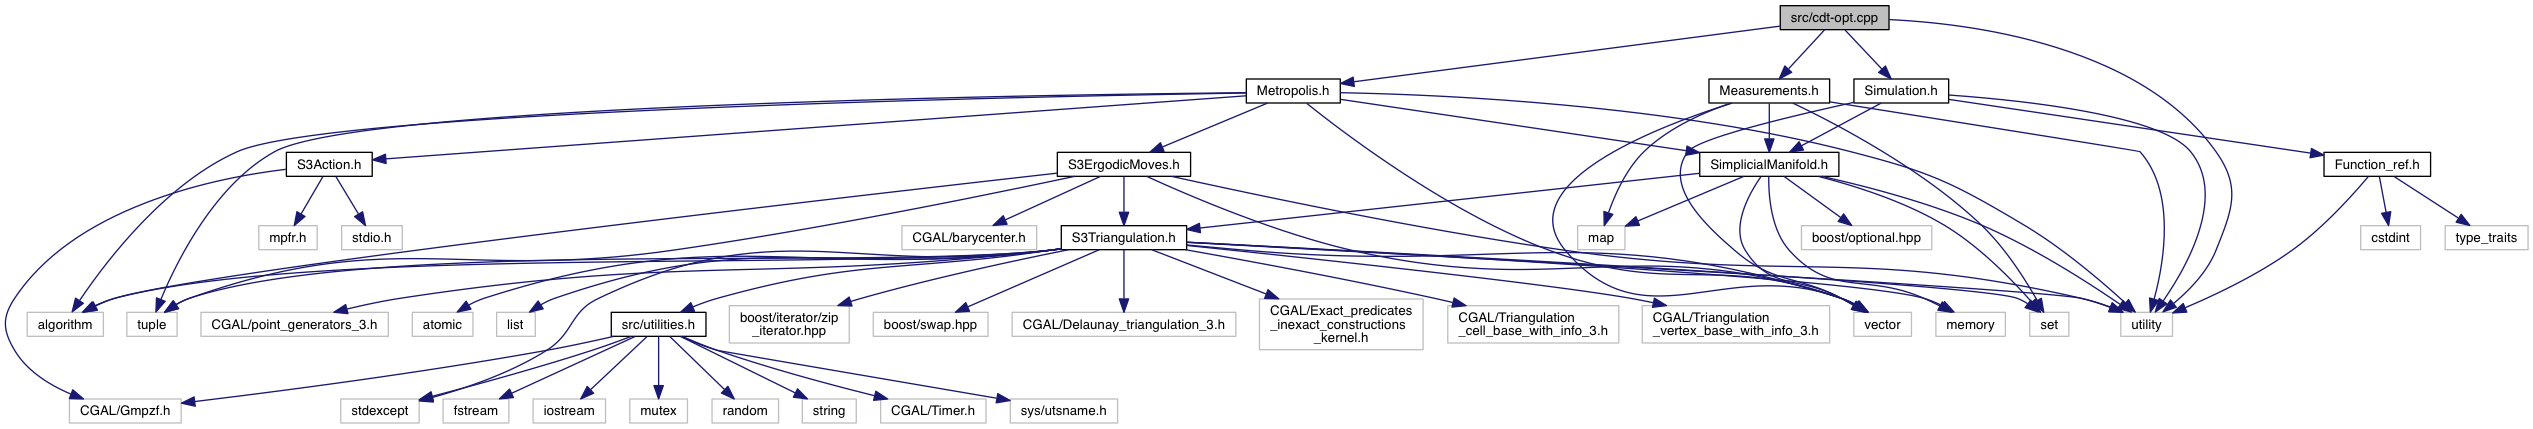 src/cdt-opt.cpp
Metropolis.h
Measurements.h
Simulation.h
S3Action.h
S3ErgodicMoves.h
SimplicialManifold.h
Function_ref.h
mpfr.h
stdio.h
CGAL/barycenter.h
S3Triangulation.h
map
boost/optional.hpp
cstdint
type_traits
algorithm
tuple
CGAL/point_generators_3.h
atomic
list
src/utilities.h
boost/iterator/zip
_iterator.hpp
boost/swap.hpp
CGAL/Delaunay_triangulation_3.h
CGAL/Exact_predicates
_inexact_constructions
_kernel.h
CGAL/Triangulation
_cell_base_with_info_3.h
CGAL/Triangulation
_vertex_base_with_info_3.h
vector
memory
set
utility
CGAL/Gmpzf.h
stdexcept
fstream
iostream
mutex
random
string
CGAL/Timer.h
sys/utsname.h